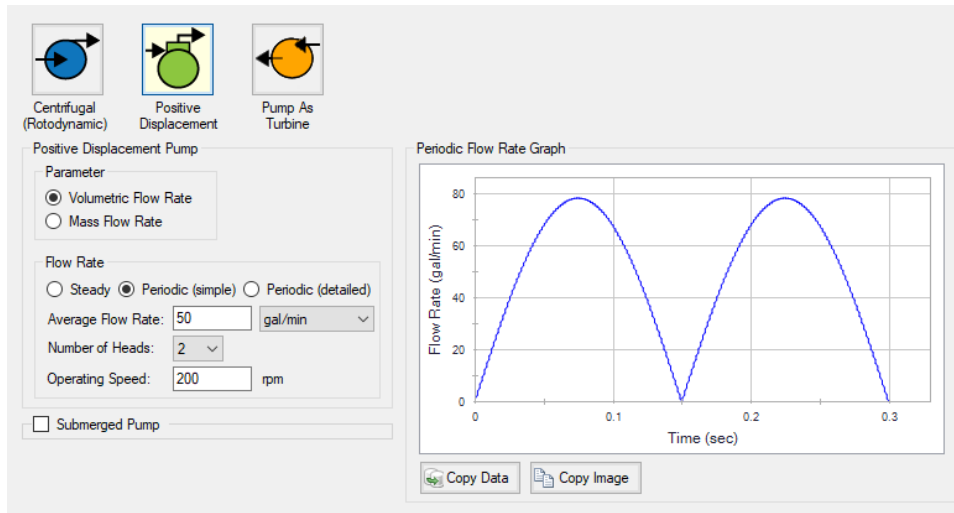 Centrifugal
(Rotodynamic)
Positive
Displacement
Pump As
Turbine
Positive Displacement Pump
Parameter
Volumetric Flow Rate
Mass Flow Rate
Flow Rate
Steady
Periodic (simple)
Periodic (detailed)
Average Flow Rate: 50 gal/min
Number of Heads: 2
Operating Speed: 200 rpm
Submerged Pump
Periodic Flow Rate Graph
Flow Rate (gal/min)
80
60
40
20
0
0 0.1 0.2 0.3
Time (sec)
Copy Data
Copy Image